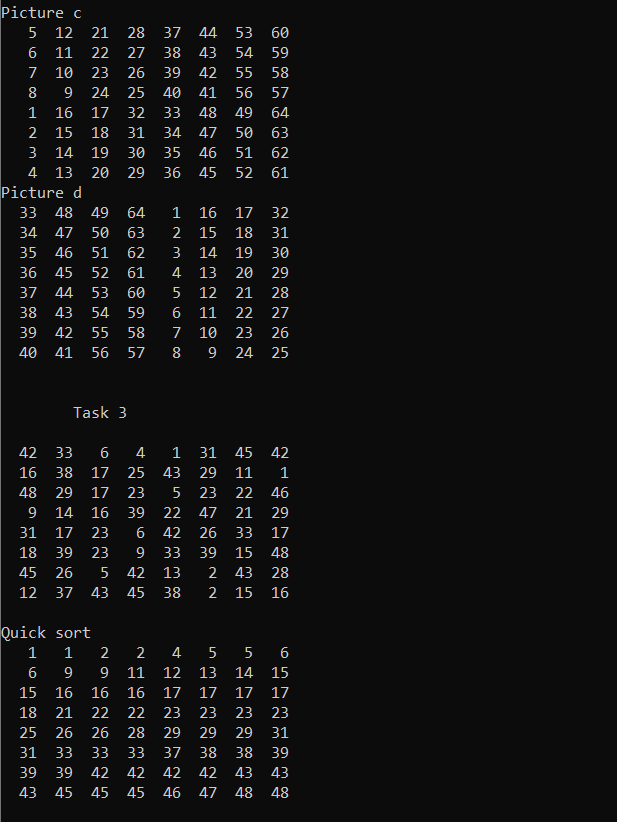 Picture c
5 12 21 28 37 44 53 60
6 11 22 27 38 43 54 59
7 10 23 26 39 42 55 58
8 9 24 25 40 41 56 57
1 16 17 32 33 48 49 64
2 15 18 31 34 47 50 63
3 14 19 30 35 46 51 62
4 13 20 29 36 45 52 61
Picture d
33 48 49 64 1 16 17 32
34 47 50 63 2 15 18 31
35 46 51 62 3 14 19 30
36 45 52 61 4 13 20 29
37 44 53 60 5 12 21 28
38 43 54 59 6 11 22 27
39 42 55 58 7 10 23 26
40 41 56 57 8 9 24 25
Task 3
42 33 6 4 1 31 45 42
16 38 17 25 43 29 11 1
48 29 17 23 5 23 22 46
9 14 16 39 22 47 21 29
31 17 23 6 42 26 33 17
18 39 23 9 33 39 15 48
45 26 5 42 13 2 43 28
12 37 43 45 38 2 15 16
Quick sort
1 1 2 2 4 5 5 6
6 9 9 11 12 13 14 15
15 16 16 16 17 17 17 17
18 21 22 22 23 23 23 23
25 26 26 28 29 29 29 31
31 33 33 33 37 38 38 39
39 39 42 42 42 42 43 43
43 45 45 45 46 47 48 48